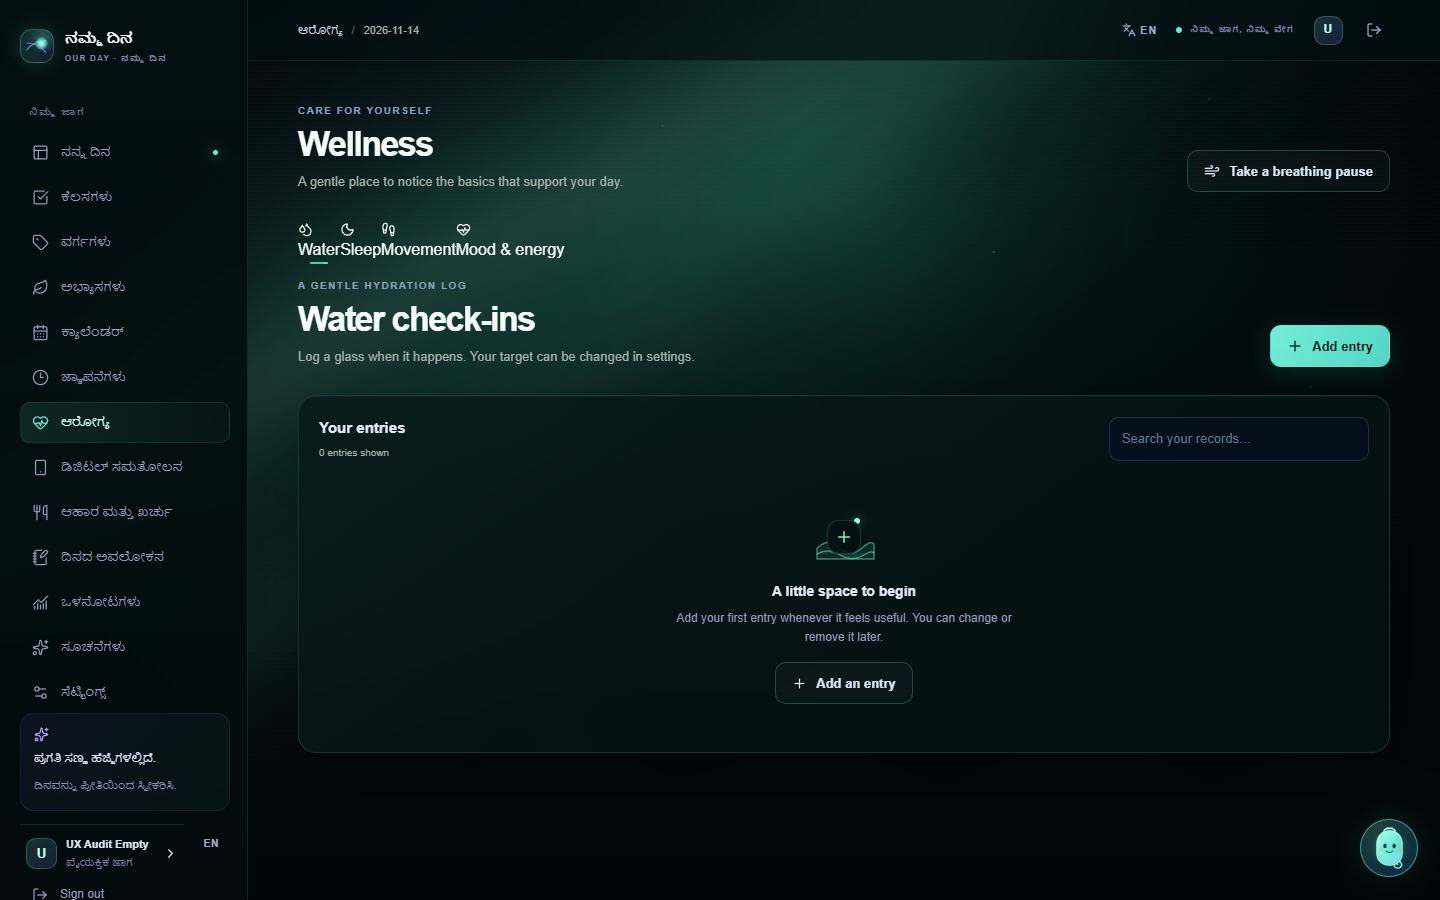 ನಮ್ಮ ದಿನ
OUR DAY · ನಮ್ಮ ದಿನ
ನಿಮ್ಮ ಜಾಗ
ನನ್ನ ದಿನ
ಕೆಲಸಗಳು
ವರ್ಗಗಳು
ಅಭ್ಯಾಸಗಳು
ಕ್ಯಾಲೆಂಡರ್
ಜ್ಞಾಪನೆಗಳು
ಆರೋಗ್ಯ
ಡಿಜಿಟಲ್ ಸಮತೋಲನ
ಆಹಾರ ಮತ್ತು ಖರ್ಚು
ದಿನದ ಅವಲೋಕನ
ಒಳನೋಟಗಳು
ಸೂಚನೆಗಳು
ಸೆಟ್ಟಿಂಗ್ಸ್
ಪ್ರಗತಿ ಸಣ್ಣ ಹೆಜ್ಜೆಗಳಲ್ಲಿದೆ.
ದಿನವನ್ನು ಪ್ರೀತಿಯಿಂದ ಸ್ವೀಕರಿಸಿ.
U
UX Audit Empty
ವೈಯಕ್ತಿಕ ಜಾಗ
EN
Sign out
ಆರೋಗ್ಯ / 2026-11-14
EN
ನಿಮ್ಮ ಜಾಗ, ನಿಮ್ಮ ವೇಗ
U
CARE FOR YOURSELF
Wellness
A gentle place to notice the basics that support your day.
Take a breathing pause
WaterSleepMovementMood & energy
A GENTLE HYDRATION LOG
Water check-ins
Log a glass when it happens. Your target can be changed in settings.
Add entry
Your entries
0 entries shown
Search your records...
A little space to begin
Add your first entry whenever it feels useful. You can change or
remove it later.
Add an entry